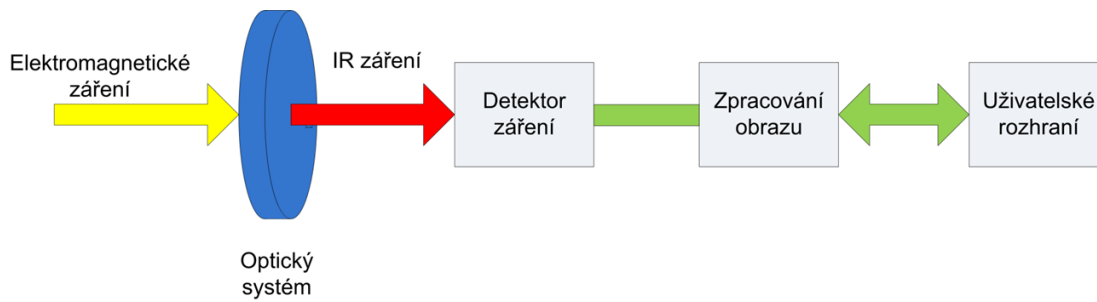 Elektromagnetické
záření
IR záření
Detektor
záření
Zpracování
obrazu
Uživatelské
rozhraní
Optický
systém